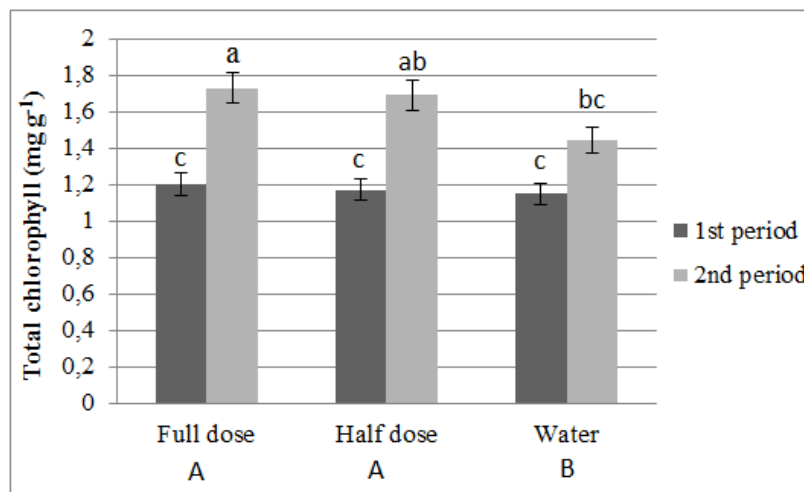 Total chlorophyll (mg g-1)
2
1,8
1,6
1,4
1,2
1
0,8
0,6
0,4
0,2
0
a
ab
bc
c
c
c
Full dose
Half dose
Water
A
A
B
1st period
2nd period